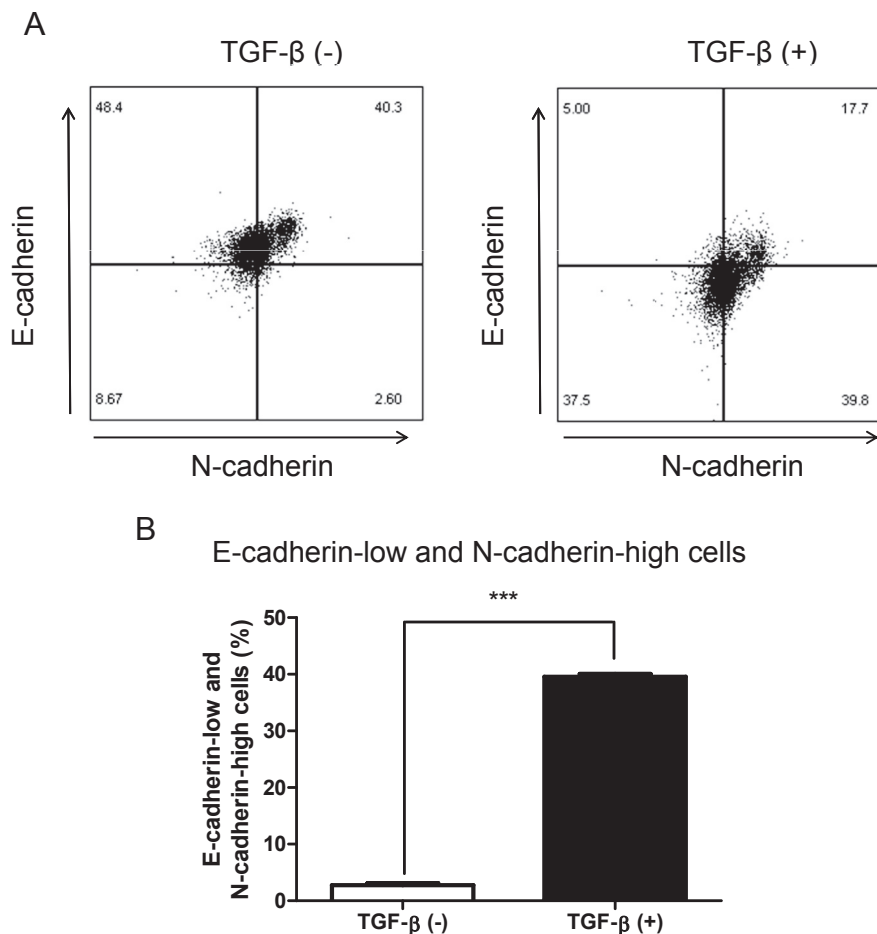 A
TGF-β (-)
TGF-β (+)
48.4
40.3
5.00
17.7
E-cadherin
E-cadherin
8.67
2.60
37.5
39.8
N-cadherin
N-cadherin
B
E-cadherin-low and N-cadherin-high cells
***
E-cadherin-low and
N-cadherin-high cells (%)
50
40
30
20
10
0
TGF-β (-)
TGF-β (+)